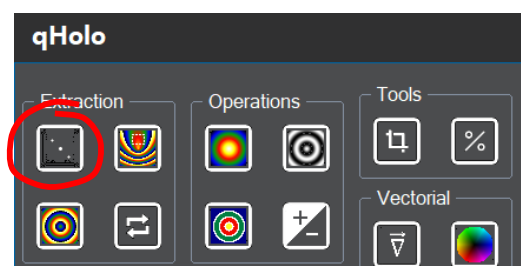 qHolo
Extraction
Operations
Tools
%
Vectorial
+
−